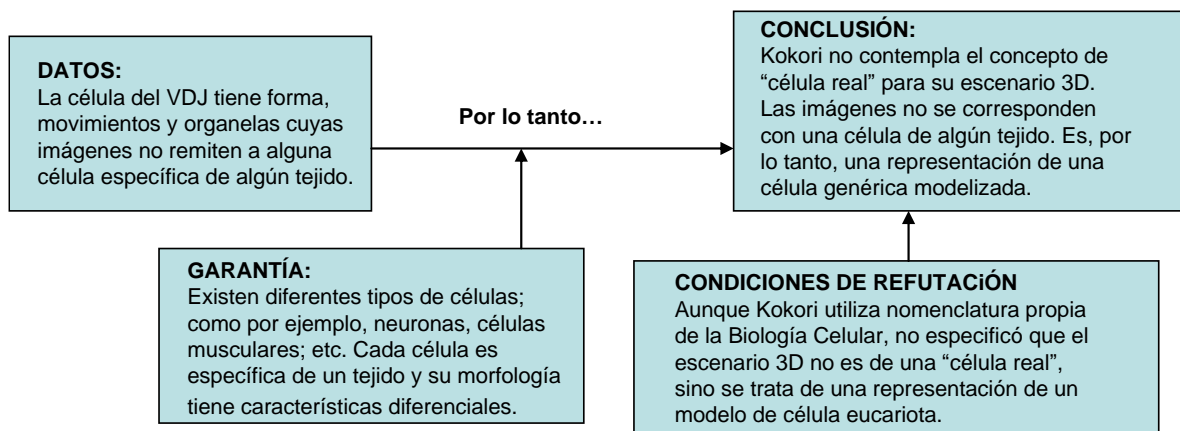 DATOS:
La célula del VDJ tiene forma,
movimientos y organelas cuyas
imágenes no remiten a alguna
célula específica de algún tejido.
Por lo tanto…
CONCLUSIÓN:
Kokori no contempla el concepto de
“célula real” para su escenario 3D.
Las imágenes no se corresponden
con una célula de algún tejido. Es, por
lo tanto, una representación de una
célula genérica modelizada.
GARANTÍA:
Existen diferentes tipos de células;
como por ejemplo, neuronas, células
musculares; etc. Cada célula es
específica de un tejido y su morfología
tiene características diferenciales.
CONDICIONES DE REFUTACiÓN
Aunque Kokori utiliza nomenclatura propia
de la Biología Celular, no especificó que el
escenario 3D no es de una “célula real”,
sino se trata de una representación de un
modelo de célula eucariota.